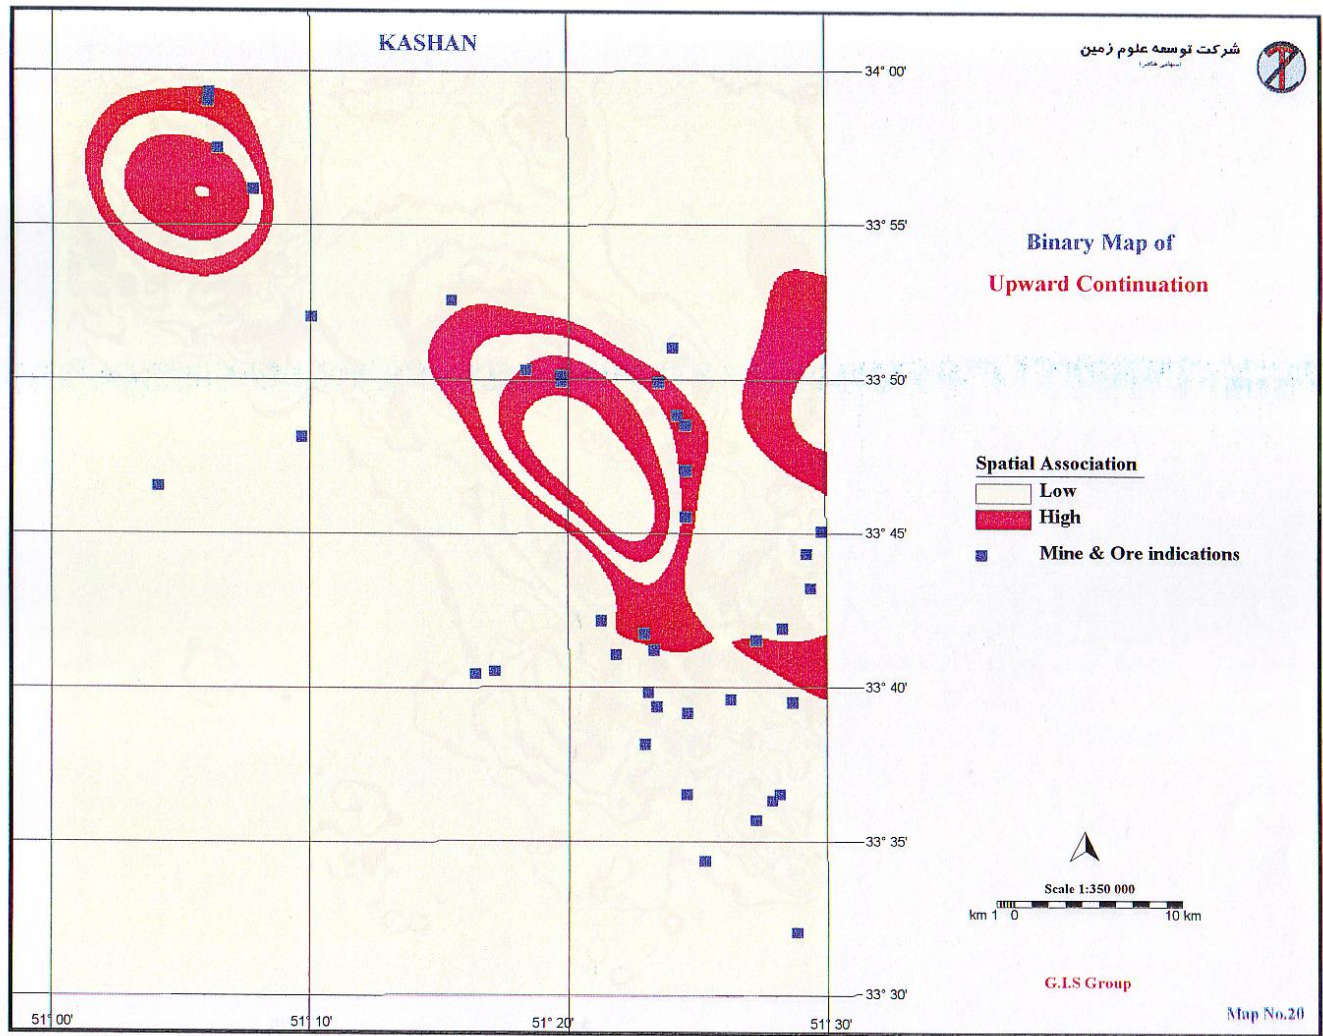 KASHAN
شرکت توسعه علوم زمین
(سهامی خاص)
34° 00'
33° 55'
33° 50'
33° 45'
33° 40'
33° 35'
33° 30'
51° 00'
51° 10'
51° 20'
51° 30'
Binary Map of
Upward Continuation
Spatial Association
Low
High
Mine & Ore indications
Scale 1:350 000
km 1 0 10 km
G.I.S Group
Map No.20